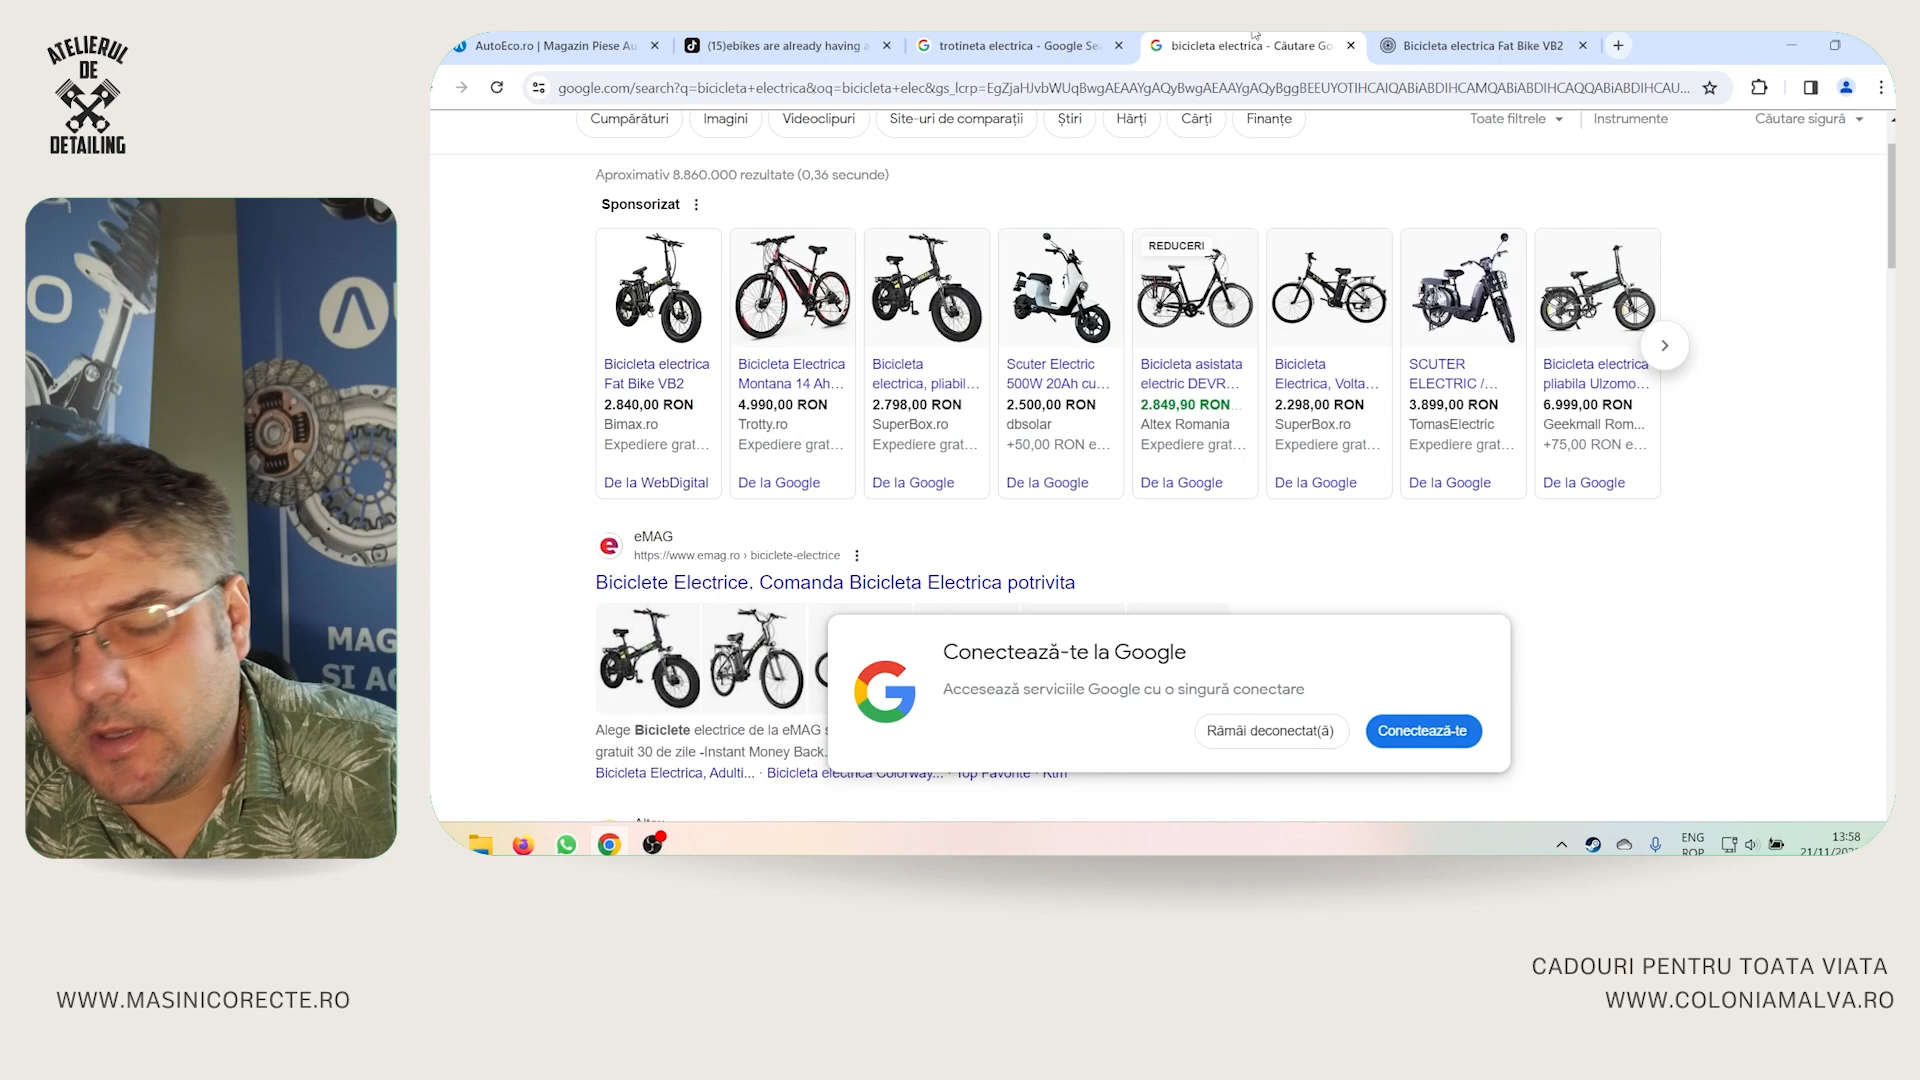 ATELIERUL
DE
DETAILING
AutoEco.ro | Magazin Piese Au
(15)ebikes are already having a
trotineta electrica - Google Se
bicicleta electrica - Căutare Go
Bicicleta electrica Fat Bike VB2
google.com/search?q=bicicleta+electrica&oq=bicicleta+elec&gs_lcrp=EgZjaHJvbWUqBwgAEAAYgAQyBwgAEAAYgAQyBggBEEUYOTIHCAIQABiABDIHCAMQABiABDIHCAQQABiABDIHCAU...
Cumpărături
Imagini
Videoclipuri
Site-uri de comparații
Știri
Hărți
Cărți
Finanțe
Toate filtrele
Instrumente
Căutare sigură
Aproximativ 8.860.000 rezultate (0,36 secunde)
Sponsorizat
Bicicleta electrica
Fat Bike VB2
2.840,00 RON
Bimax.ro
Expediere grat...
De la WebDigital
Bicicleta Electrica
Montana 14 Ah...
4.990,00 RON
Trotty.ro
Expediere grat...
De la Google
Bicicleta
electrica, pliabil...
2.798,00 RON
SuperBox.ro
Expediere grat...
De la Google
Scuter Electric
500W 20Ah cu...
2.500,00 RON
dbsolar
+50,00 RON e...
De la Google
REDUCERI
Bicicleta asistata
electric DEVR...
2.849,90 RON...
Altex Romania
Expediere grat...
De la Google
Bicicleta
Electrica, Volta...
2.298,00 RON
SuperBox.ro
Expediere grat...
De la Google
SCUTER
ELECTRIC /...
3.899,00 RON
TomasElectric
Expediere grat...
De la Google
Bicicleta electrica
pliabila Ulzomo...
6.999,00 RON
Geekmall Rom...
+75,00 RON e...
De la Google
eMAG
https://www.emag.ro › biciclete-electrice
Biciclete Electrice. Comanda Bicicleta Electrica potrivita
Alege Biciclete electrice de la eMAG
gratuit 30 de zile -Instant Money Back.
Bicicleta Electrica, Adulti... · Bicicleta electrica Colorway... · Top Favorite · Ktm
Conectează-te la Google
Accesează serviciile Google cu o singură conectare
Rămâi deconectat(ă)
Conectează-te
MAG
SI AC
ENG
ROP
13:58
21/11/20
WWW.MASINICORECTE.RO
CADOURI PENTRU TOATA VIATA
WWW.COLONIAMALVA.RO